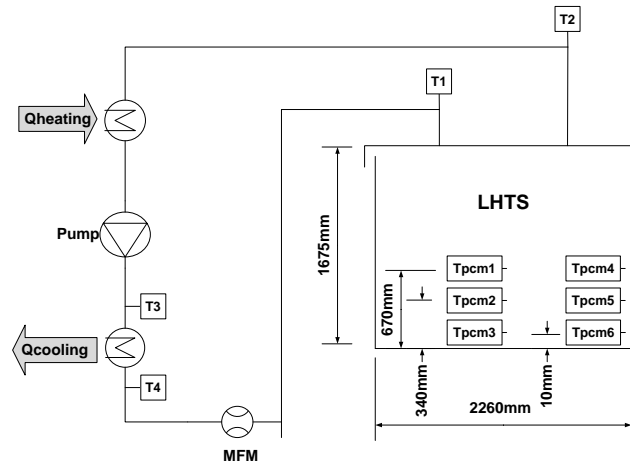 T2
T1
Qheating
LHTS
1675mm
Pump
Tpcm1
Tpcm4
670mm
Tpcm2
Tpcm5
T3
Tpcm3
Tpcm6
Qcooling
T4
340mm
10mm
2260mm
MFM